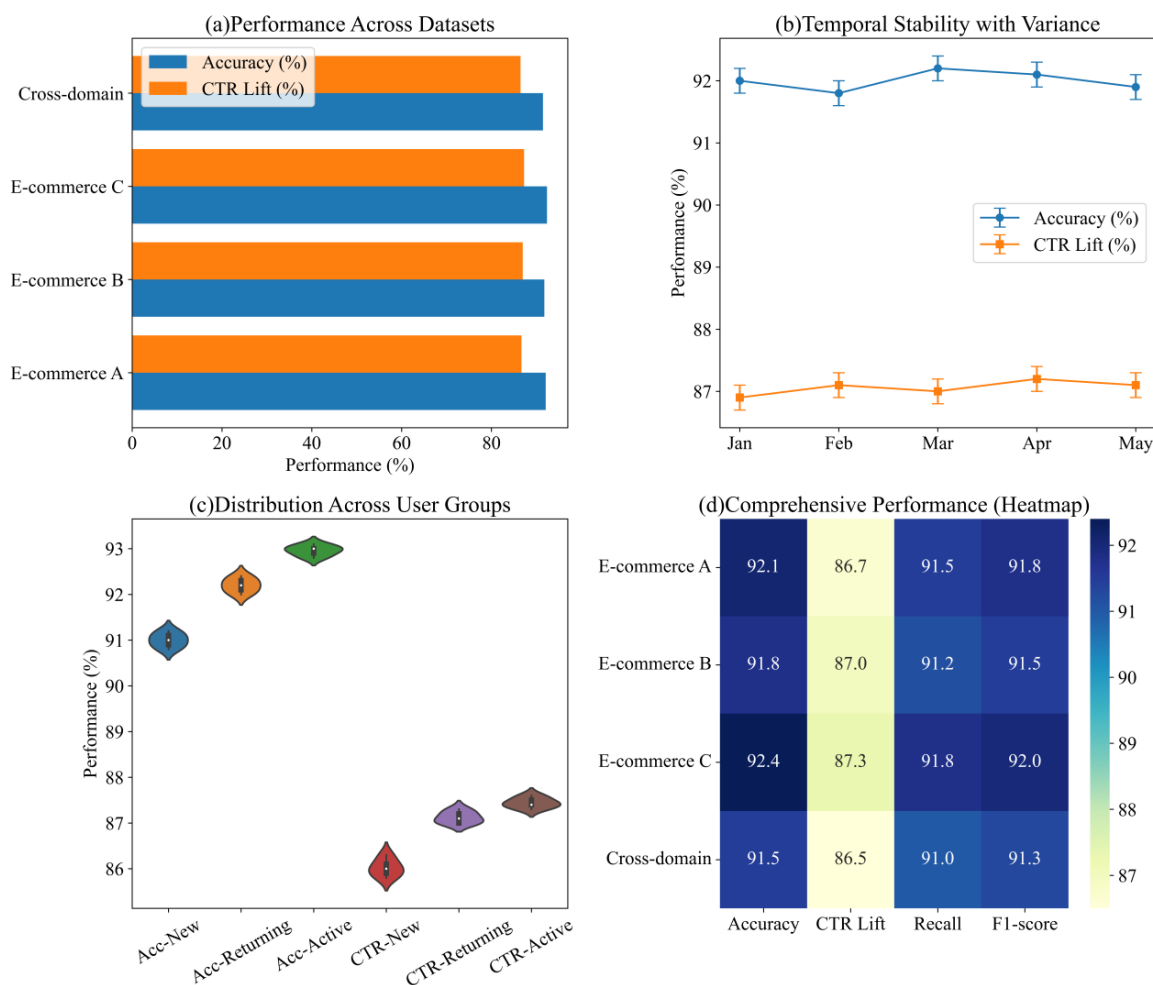 (a)Performance Across Datasets
Accuracy (%)
CTR Lift (%)
Cross-domain
E-commerce C
E-commerce B
E-commerce A
0 20 40 60 80
Performance (%)
(b)Temporal Stability with Variance
Performance (%)
92
91
90
89
88
87
Accuracy (%)
CTR Lift (%)
Jan Feb Mar Apr May
(c)Distribution Across User Groups
Performance (%)
93
92
91
90
89
88
87
86
Acc-New Acc-Returning Acc-Active CTR-New CTR-Returning CTR-Active
(d)Comprehensive Performance (Heatmap)
E-commerce A 92.1 86.7 91.5 91.8
E-commerce B 91.8 87.0 91.2 91.5
E-commerce C 92.4 87.3 91.8 92.0
Cross-domain 91.5 86.5 91.0 91.3
Accuracy CTR Lift Recall F1-score
92
91
90
89
88
87